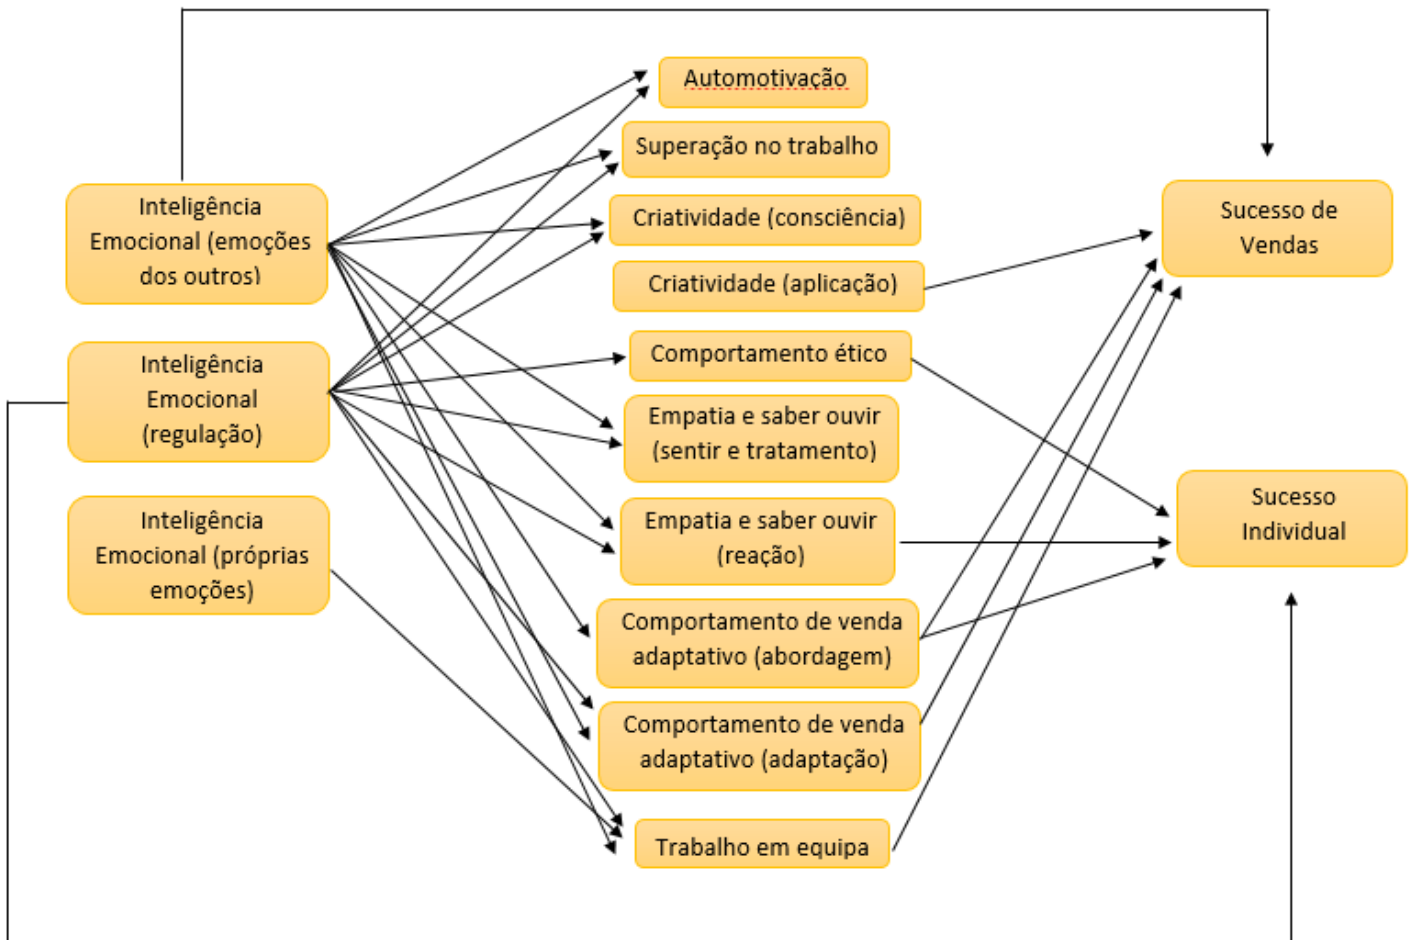 Automotivação
Superação no trabalho
Criatividade (consciência)
Criatividade (aplicação)
Comportamento ético
Empatia e saber ouvir
(sentir e tratamento)
Empatia e saber ouvir
(reação)
Comportamento de venda
adaptativo (abordagem)
Comportamento de venda
adaptativo (adaptação)
Trabalho em equipa
Inteligência
Emocional (emoções
dos outros)
Inteligência
Emocional
(regulação)
Inteligência
Emocional (próprias
emoções)
Sucesso de
Vendas
Sucesso
Individual